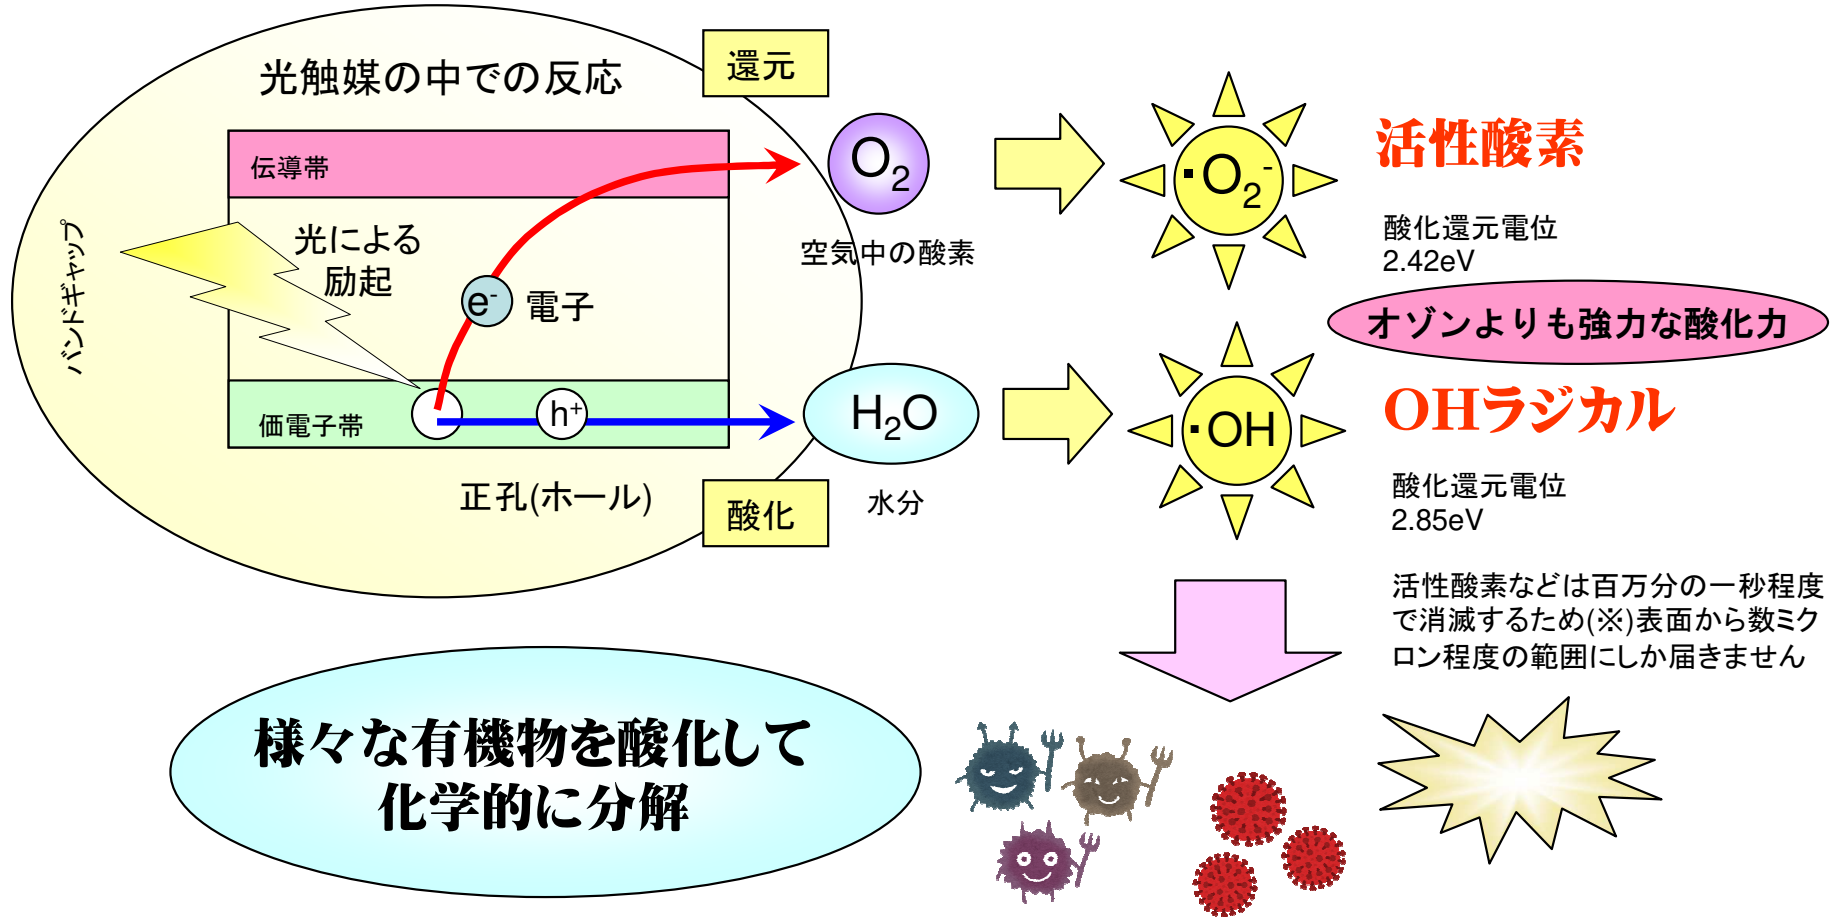 光触媒の中での反応
還元
伝導帯
バンドギャップ
光による
励起
e-
電子
価電子帯
h+
正孔(ホール)
酸化
O2
空気中の酸素
H2O
水分
・O2-
活性酸素
酸化還元電位
2.42eV
オゾンよりも強力な酸化力
・OH
OHラジカル
酸化還元電位
2.85eV
活性酸素などは百万分の一秒程度
で消滅するため(※)表面から数ミク
ロン程度の範囲にしか届きません
様々な有機物を酸化して
化学的に分解